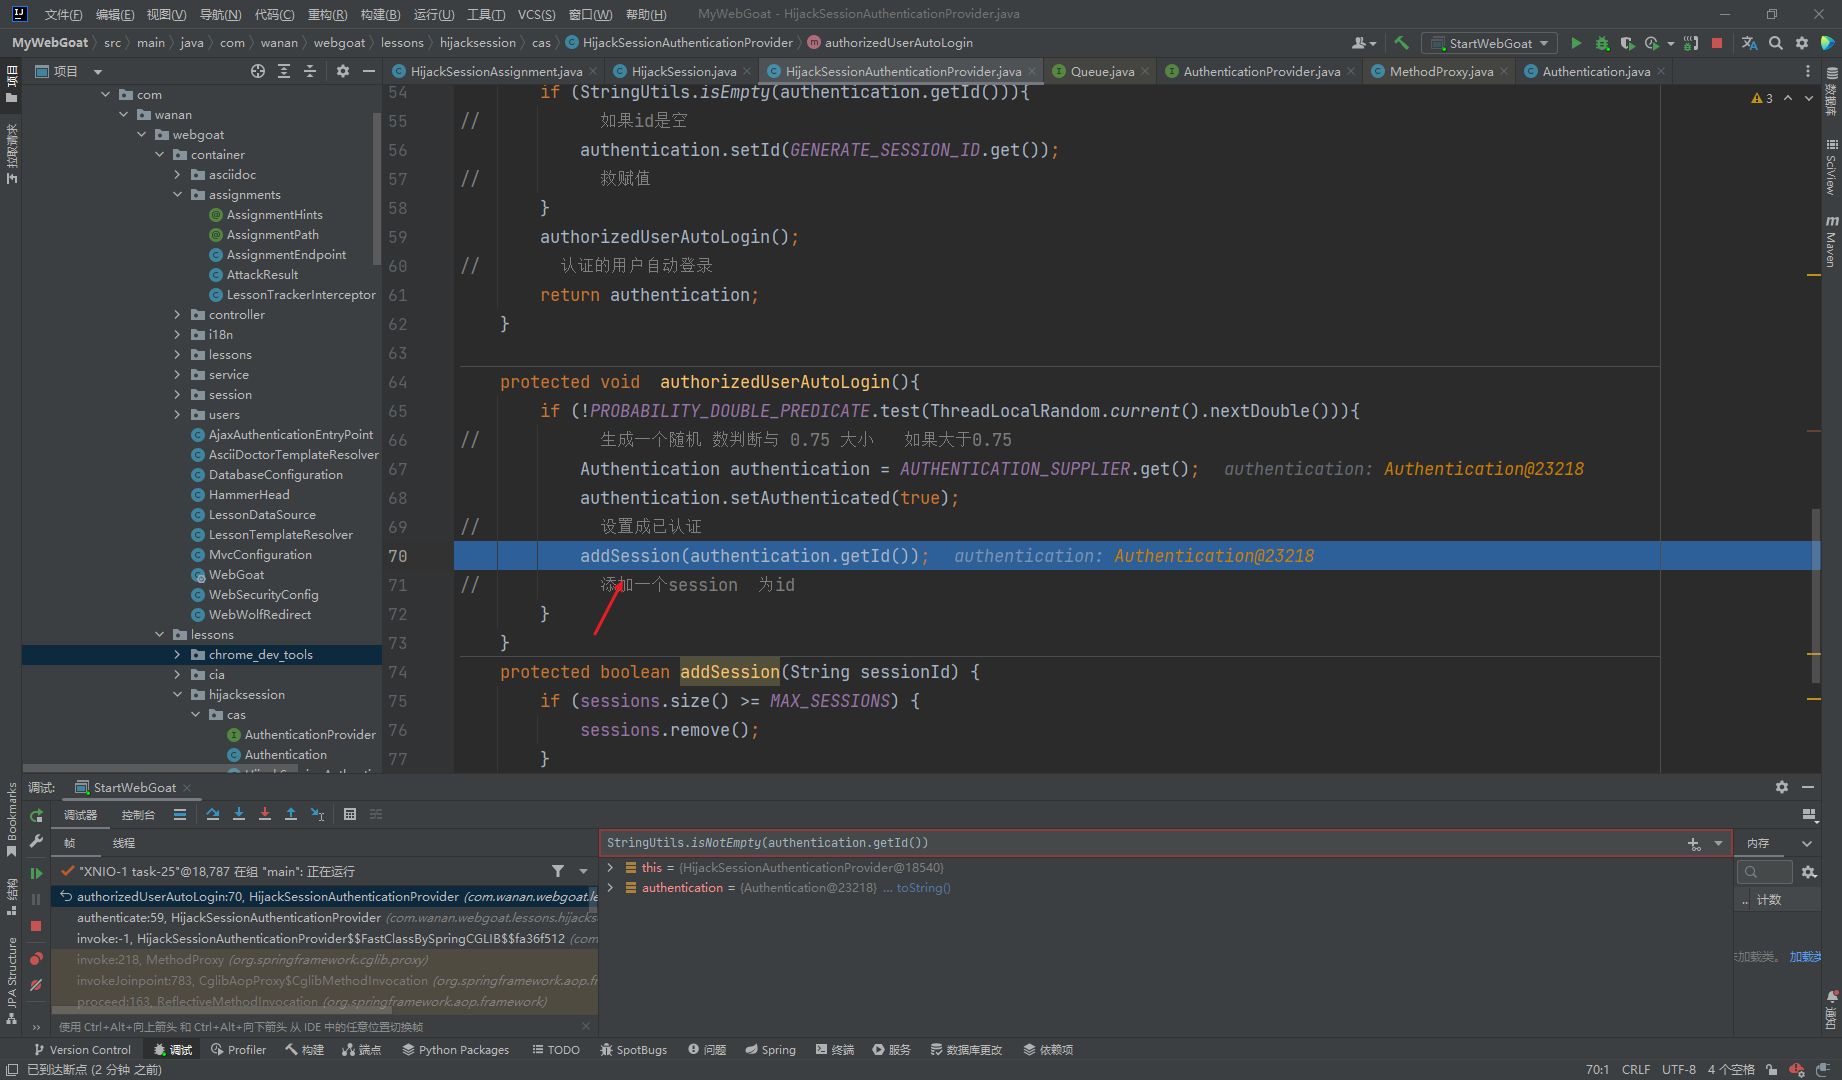 文件(F) 编辑(E) 视图(V) 导航(N) 代码(C) 重构(R) 构建(B) 运行(U) 工具(T) VCS(S) 窗口(W) 帮助(H) MyWebGoat - HijackSessionAuthenticationProvider.java
MyWebGoat src main java com wanan webgoat lessons hijacksession cas HijackSessionAuthenticationProvider authorizedUserAutoLogin StartWebGoat
项目 HijackSessionAssignment.java HijackSession.java HijackSessionAuthenticationProvider.java Queue.java AuthenticationProvider.java MethodProxy.java Authentication.java
项目
拉取请求
com
wanan
webgoat
container
asciidoc
assignments
AssignmentHints
AssignmentPath
AssignmentEndpoint
AttackResult
LessonTrackerInterceptor
controller
i18n
lessons
service
session
users
AjaxAuthenticationEntryPoint
AsciiDoctorTemplateResolver
DatabaseConfiguration
HammerHead
LessonDataSource
LessonTemplateResolver
MvcConfiguration
WebGoat
WebSecurityConfig
WebWolfRedirect
lessons
chrome_dev_tools
cia
hijacksession
cas
AuthenticationProvider
Authentication
54 if (StringUtils.isEmpty(authentication.getId())){
55 // 如果id是空
56 authentication.setId(GENERATE_SESSION_ID.get());
57 // 救赋值
58 }
59 authorizedUserAutoLogin();
60 // 认证的用户自动登录
61 return authentication;
62 }
63
64 protected void authorizedUserAutoLogin(){
65 if (!PROBABILITY_DOUBLE_PREDICATE.test(ThreadLocalRandom.current().nextDouble())){
66 // 生成一个随机 数判断与 0.75 大小 如果大于0.75
67 Authentication authentication = AUTHENTICATION_SUPPLIER.get(); authentication: Authentication@23218
68 authentication.setAuthenticated(true);
69 // 设置成已认证
70 addSession(authentication.getId()); authentication: Authentication@23218
71 // 添加一个session 为id
72 }
73 }
74 protected boolean addSession(String sessionId) {
75 if (sessions.size() >= MAX_SESSIONS) {
76 sessions.remove();
77 }
3
数据库
SciView
Maven
通知
Bookmarks
结构
JPA Structure
调试: StartWebGoat
调试器 控制台
帧 线程
"XNIO-1 task-25"@18,787 在组 "main": 正在运行
authorizedUserAutoLogin:70, HijackSessionAuthenticationProvider (com.wanan.webgoat.le
authenticate:59, HijackSessionAuthenticationProvider (com.wanan.webgoat.lessons.hijacks
invoke:-1, HijackSessionAuthenticationProvider$$FastClassBySpringCGLIB$$fa36f512 (com
invoke:218, MethodProxy (org.springframework.cglib.proxy)
invokeJoinpoint:783, CglibAopProxy$CglibMethodInvocation (org.springframework.aop.fr
proceed:163, ReflectiveMethodInvocation (org.springframework.aop.framework)
使用 Ctrl+Alt+向上箭头 和 Ctrl+Alt+向下箭头 从 IDE 中的任意位置切换帧
StringUtils.isNotEmpty(authentication.getId())
this = {HijackSessionAuthenticationProvider@18540}
authentication = {Authentication@23218} ... toString()
内存
.. 计数
未加载类。 加载类
Version Control 调试 Profiler 构建 端点 Python Packages TODO SpotBugs 问题 Spring 终端 服务 数据库更改 依赖项
已到达断点 (2 分钟 之前) 70:1 CRLF UTF-8 4 个空格